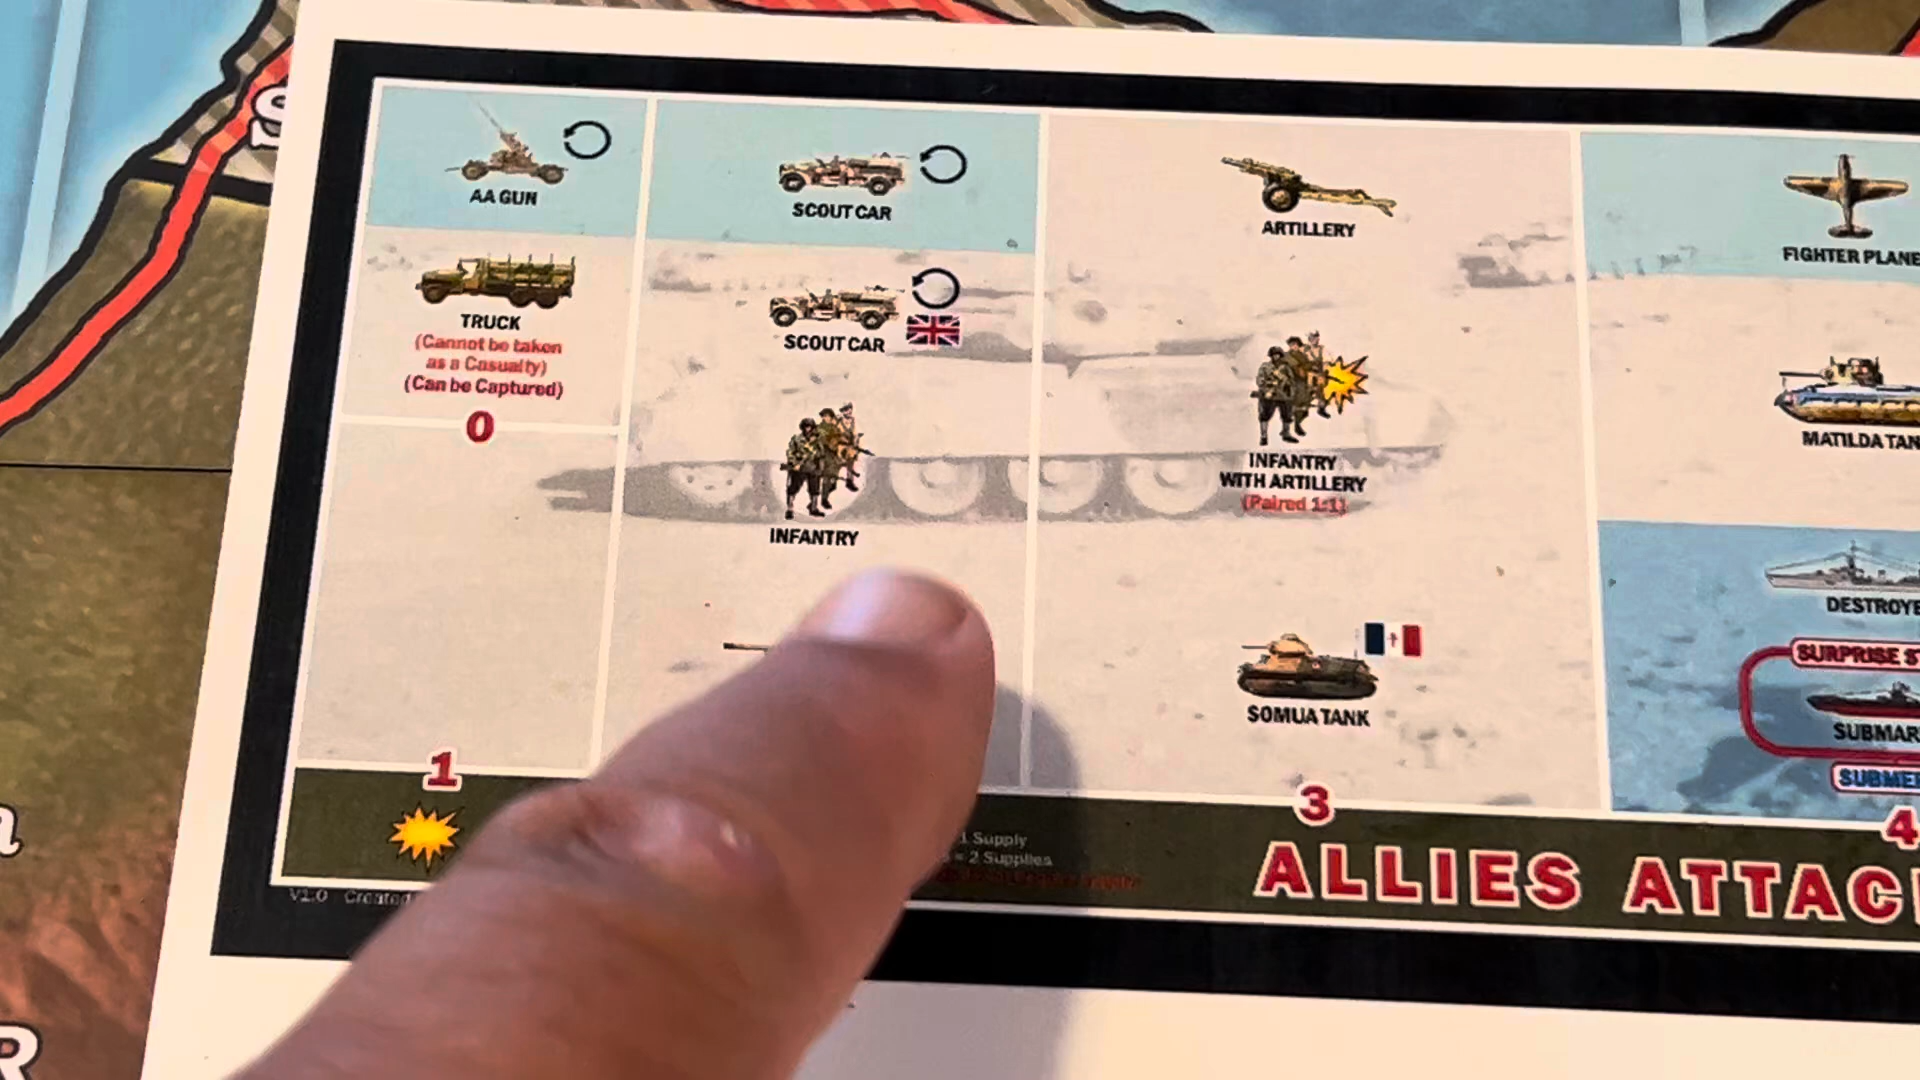 S
AA GUN
TRUCK
(Cannot be taken
as a Casualty)
(Can be Captured)
0
1
SCOUT CAR
SCOUT CAR
INFANTRY
ARTILLERY
INFANTRY
WITH ARTILLERY
(Paired 1:1)
SOMUA TANK
3
FIGHTER PLANE
MATILDA TAN
DESTROYE
SURPRISE S
SUBMAR
SUBME
4
1 Supply
= 2 Supplies
ALLIES ATTAC
V1.0 Created
a
R